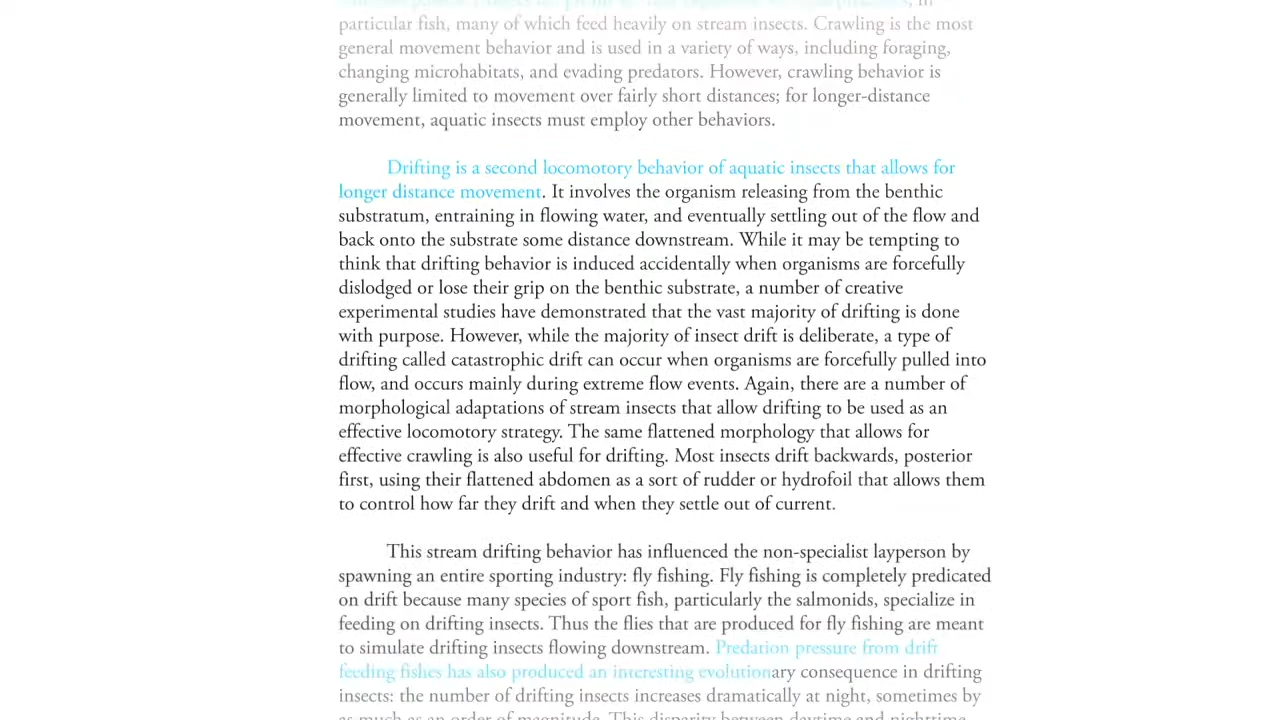 particular fish, many of which feed heavily on stream insects. Crawling is the most
general movement behavior and is used in a variety of ways, including foraging,
changing microhabitats, and evading predators. However, crawling behavior is
generally limited to movement over fairly short distances; for longer-distance
movement, aquatic insects must employ other behaviors.
Drifting is a second locomotory behavior of aquatic insects that allows for
longer distance movement. It involves the organism releasing from the benthic
substratum, entraining in flowing water, and eventually settling out of the flow and
back onto the substrate some distance downstream. While it may be tempting to
think that drifting behavior is induced accidentally when organisms are forcefully
dislodged or lose their grip on the benthic substrate, a number of creative
experimental studies have demonstrated that the vast majority of drifting is done
with purpose. However, while the majority of insect drift is deliberate, a type of
drifting called catastrophic drift can occur when organisms are forcefully pulled into
flow, and occurs mainly during extreme flow events. Again, there are a number of
morphological adaptations of stream insects that allow drifting to be used as an
effective locomotory strategy. The same flattened morphology that allows for
effective crawling is also useful for drifting. Most insects drift backwards, posterior
first, using their flattened abdomen as a sort of rudder or hydrofoil that allows them
to control how far they drift and when they settle out of current.
This stream drifting behavior has influenced the non-specialist layperson by
spawning an entire sporting industry: fly fishing. Fly fishing is completely predicated
on drift because many species of sport fish, particularly the salmonids, specialize in
feeding on drifting insects. Thus the flies that are produced for fly fishing are meant
to simulate drifting insects flowing downstream. Predation pressure from drift
feeding fishes has also produced an interesting evolutionary consequence in drifting
insects: the number of drifting insects increases dramatically at night, sometimes by
as much as an order of magnitude. This disparity between daytime and nighttime